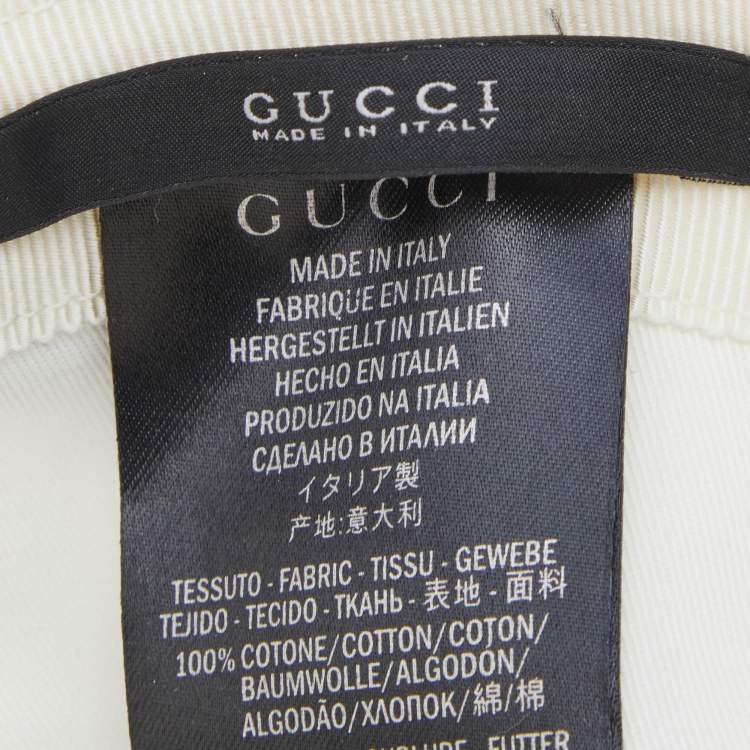 GUCCI
MADE IN ITALY
GUCCI
MADE IN ITALY
FABRIQUE EN ITALIE
HERGESTELLT IN ITALIEN
HECHO EN ITALIA
PRODUZIDO NA ITALIA
СДЕЛАНО В ИТАЛИИ
イタリア製
产地:意大利
TESSUTO - FABRIC - TISSU - GEWEBE
TEJIDO - TECIDO - ТКАНЬ - 表地 - 面料
100% COTONE/COTTON/COTON/
BAUMWOLLE/ALGODÓN/
ALGODÃO/ХЛОПОК/綿/棉
FUTTER